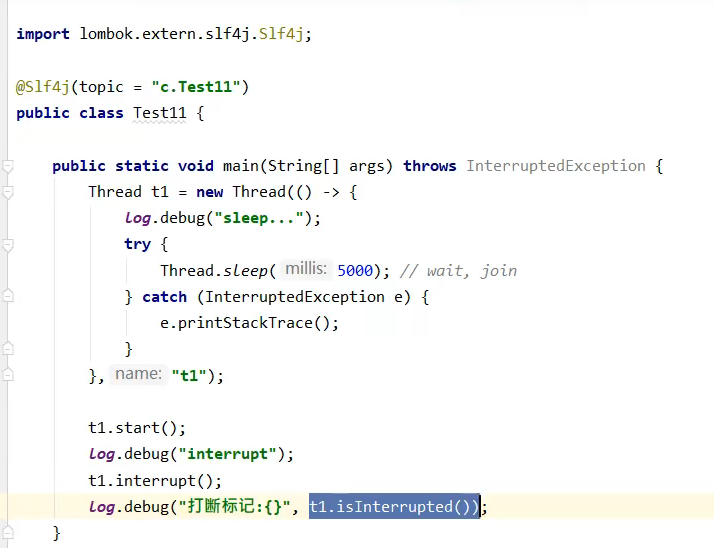 import lombok.extern.slf4j.Slf4j;
@Slf4j(topic = "c.Test11")
public class Test11 {
public static void main(String[] args) throws InterruptedException {
Thread t1 = new Thread(() -> {
log.debug("sleep...");
try {
Thread.sleep( millis: 5000); // wait, join
} catch (InterruptedException e) {
e.printStackTrace();
}
}, name: "t1");
t1.start();
log.debug("interrupt");
t1.interrupt();
log.debug("打断标记:{}", t1.isInterrupted());
}